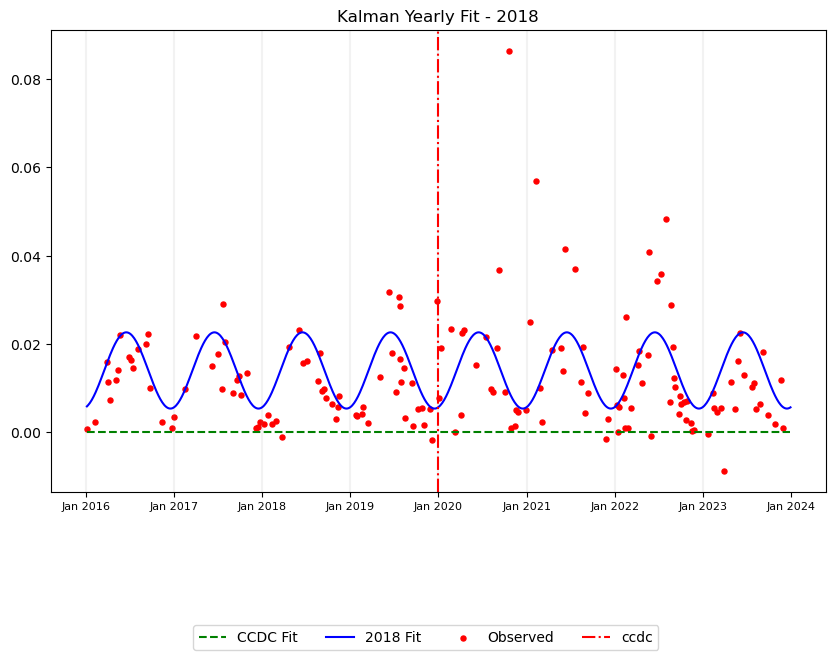 Kalman Yearly Fit - 2018
0.08
0.06
0.04
0.02
0.00
Jan 2016 Jan 2017 Jan 2018 Jan 2019 Jan 2020 Jan 2021 Jan 2022 Jan 2023 Jan 2024
CCDC Fit 2018 Fit Observed ccdc